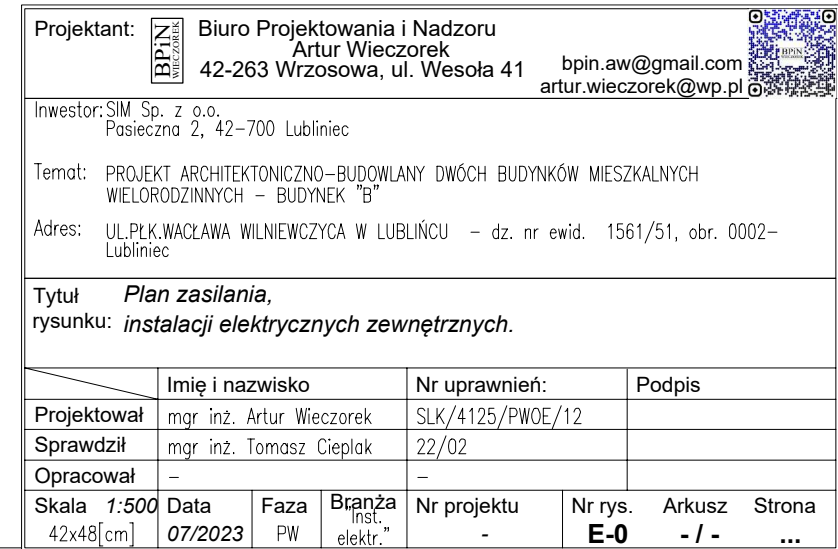 Projektant:
BPiN
WIECZOREK
Biuro Projektowania i Nadzoru
Artur Wieczorek
42-263 Wrzosowa, ul. Wesoła 41
bpin.aw@gmail.com
artur.wieczorek@wp.pl
BPiN
WIECZOREK
Inwestor: SIM Sp. z o.o.
Pasieczna 2, 42-700 Lubliniec
Temat: PROJEKT ARCHITEKTONICZNO-BUDOWLANY DWÓCH BUDYNKÓW MIESZKALNYCH
WIELORODZINNYCH - BUDYNEK "B"
Adres: UL.PŁK.WACŁAWA WILNIEWCZYCA W LUBLIŃCU - dz. nr ewid. 1561/51, obr. 0002-
Lubliniec
Tytuł rysunku:
Plan zasilania,
instalacji elektrycznych zewnętrznych.
Imię i nazwisko Nr uprawnień: Podpis
Projektował mgr inż. Artur Wieczorek SLK/4125/PWOE/12
Sprawdził mgr inż. Tomasz Cieplak 22/02
Opracował - -
Skala 1:500 Data Faza Branża Nr projektu Nr rys. Arkusz Strona
42x48[cm] 07/2023 PW "Inst. elektr." - E-0 - / - ...